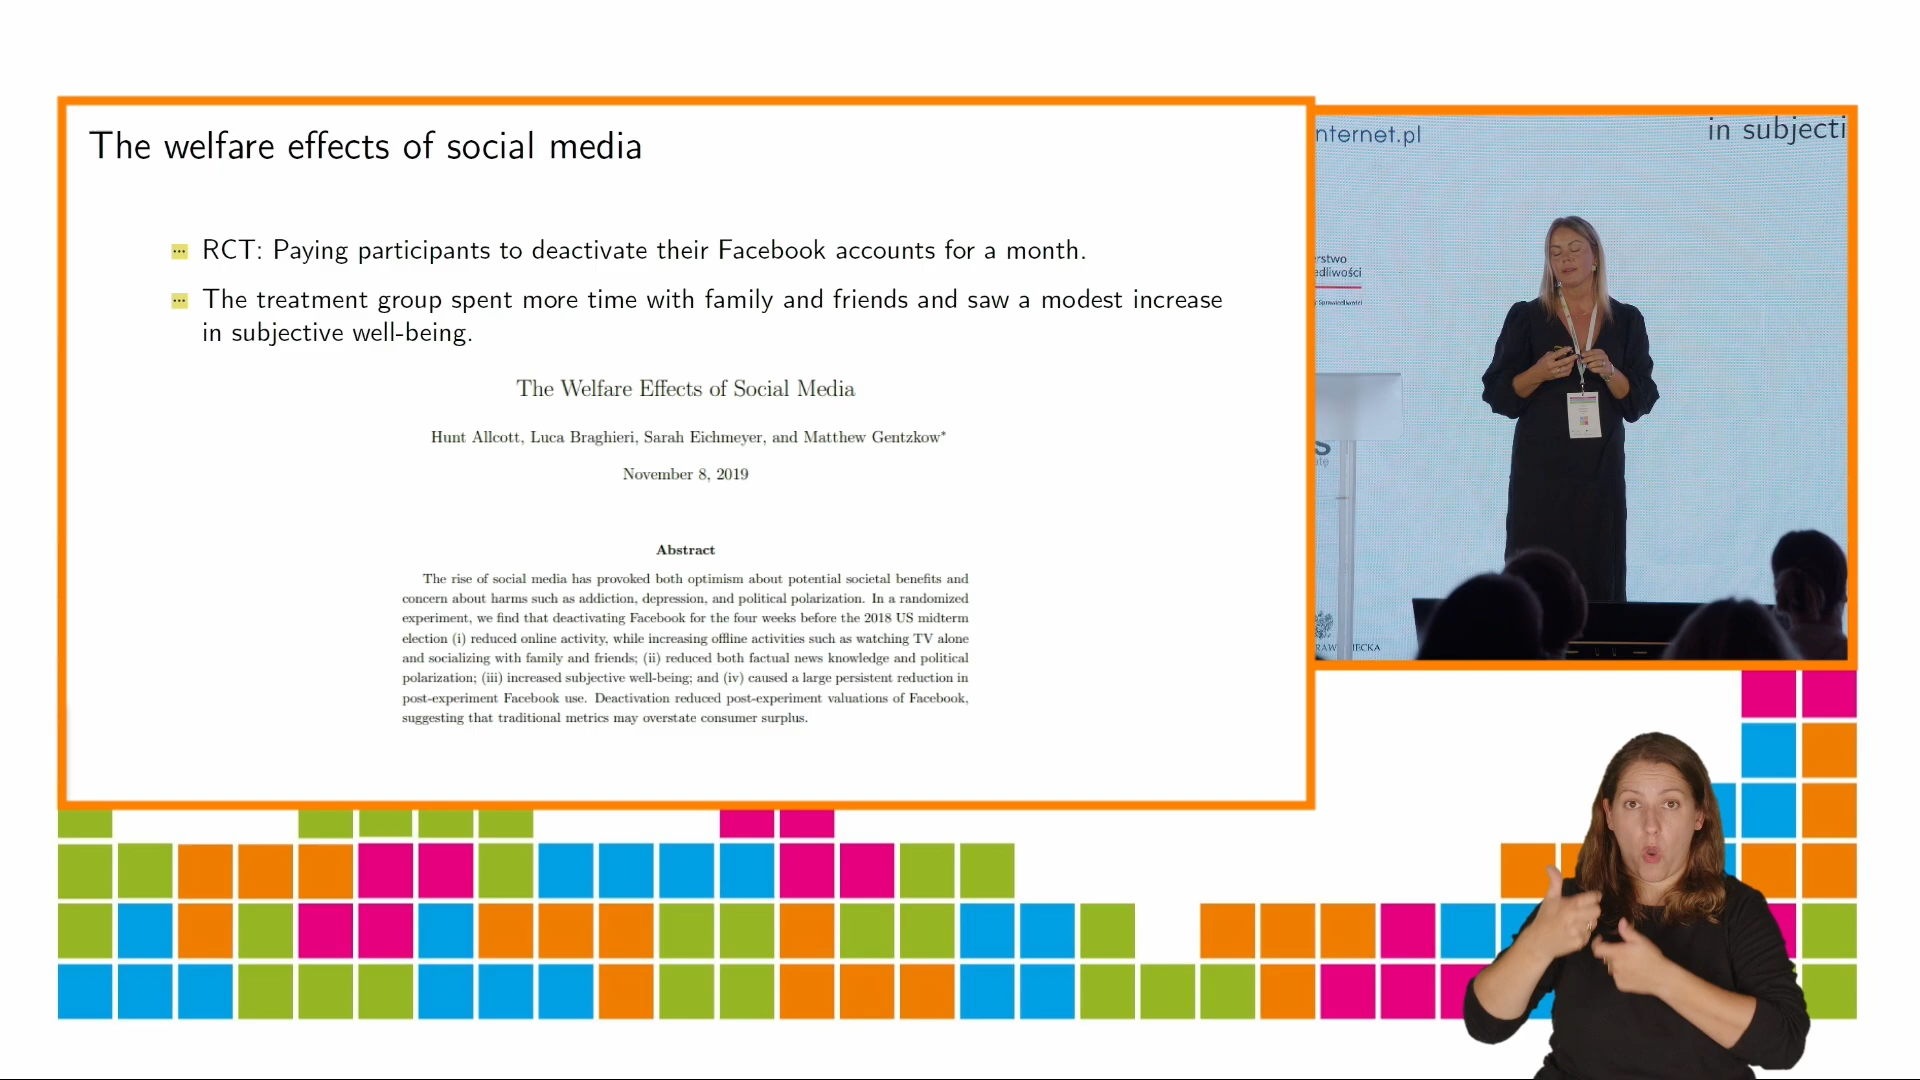 The welfare effects of social media
RCT: Paying participants to deactivate their Facebook accounts for a month.
The treatment group spent more time with family and friends and saw a modest increase
in subjective well-being.
The Welfare Effects of Social Media
Hunt Allcott, Luca Braghieri, Sarah Eichmeyer, and Matthew Gentzkow*
November 8, 2019
Abstract
The rise of social media has provoked both optimism about potential societal benefits and
concern about harms such as addiction, depression, and political polarization. In a randomized
experiment, we find that deactivating Facebook for the four weeks before the 2018 US midterm
election (i) reduced online activity, while increasing offline activities such as watching TV alone
and socializing with family and friends; (ii) reduced both factual news knowledge and political
polarization; (iii) increased subjective well-being; and (iv) caused a large persistent reduction in
post-experiment Facebook use. Deactivation reduced post-experiment valuations of Facebook,
suggesting that traditional metrics may overstate consumer surplus.
nternet.pl
in subjecti
rstwo
edliwości